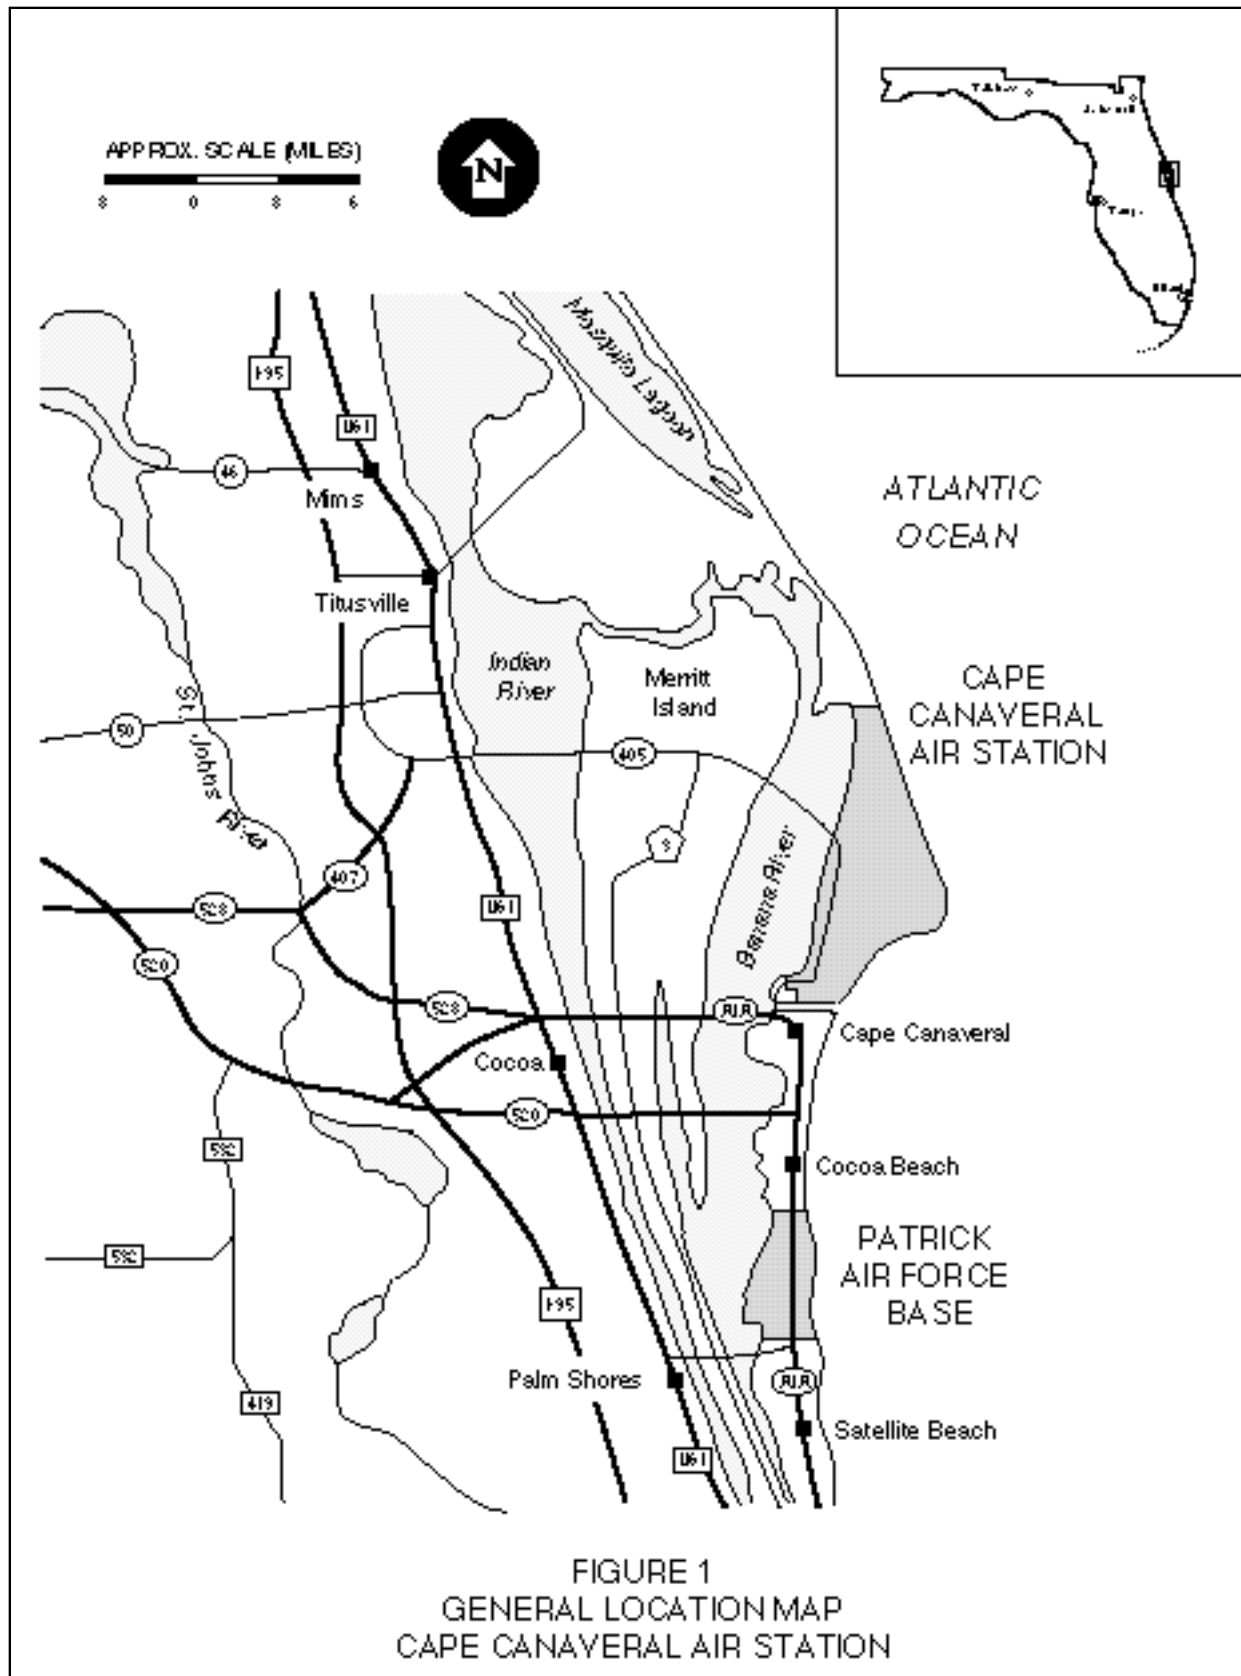 APPROX. SCALE (MILES)
8 0 8 6
N
Mosquito Lagoon
I-95
US1
46
Mims
ATLANTIC
OCEAN
Titusville
Indian
River
Merritt
Island
CAPE
CANAVERAL
AIR STATION
St. Johns River
50
405
3
Banana River
407
528
US1
520
528
A1A
Cape Canaveral
Cocoa
520
532
Cocoa Beach
532
PATRICK
AIR FORCE
BASE
I-95
Palm Shores
A1A
419
Satellite Beach
US1
FIGURE 1
GENERAL LOCATION MAP
CAPE CANAVERAL AIR STATION